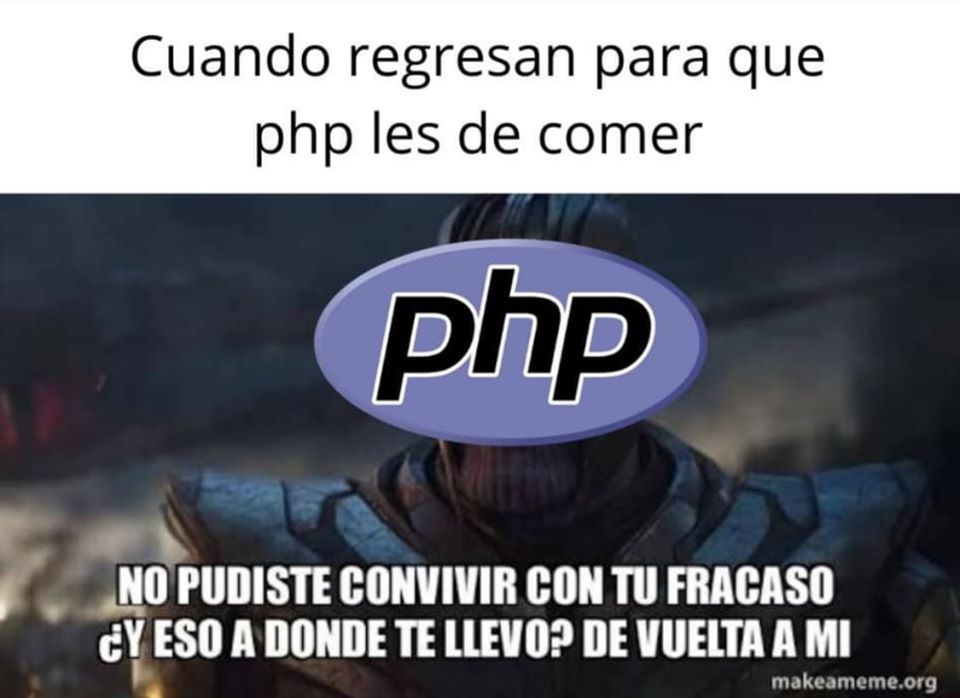 Cuando regresan para que
php les de comer
php
NO PUDISTE CONVIVIR CON TU FRACASO
¿Y ESO A DONDE TE LLEVO? DE VUELTA A MI
makeameme.org